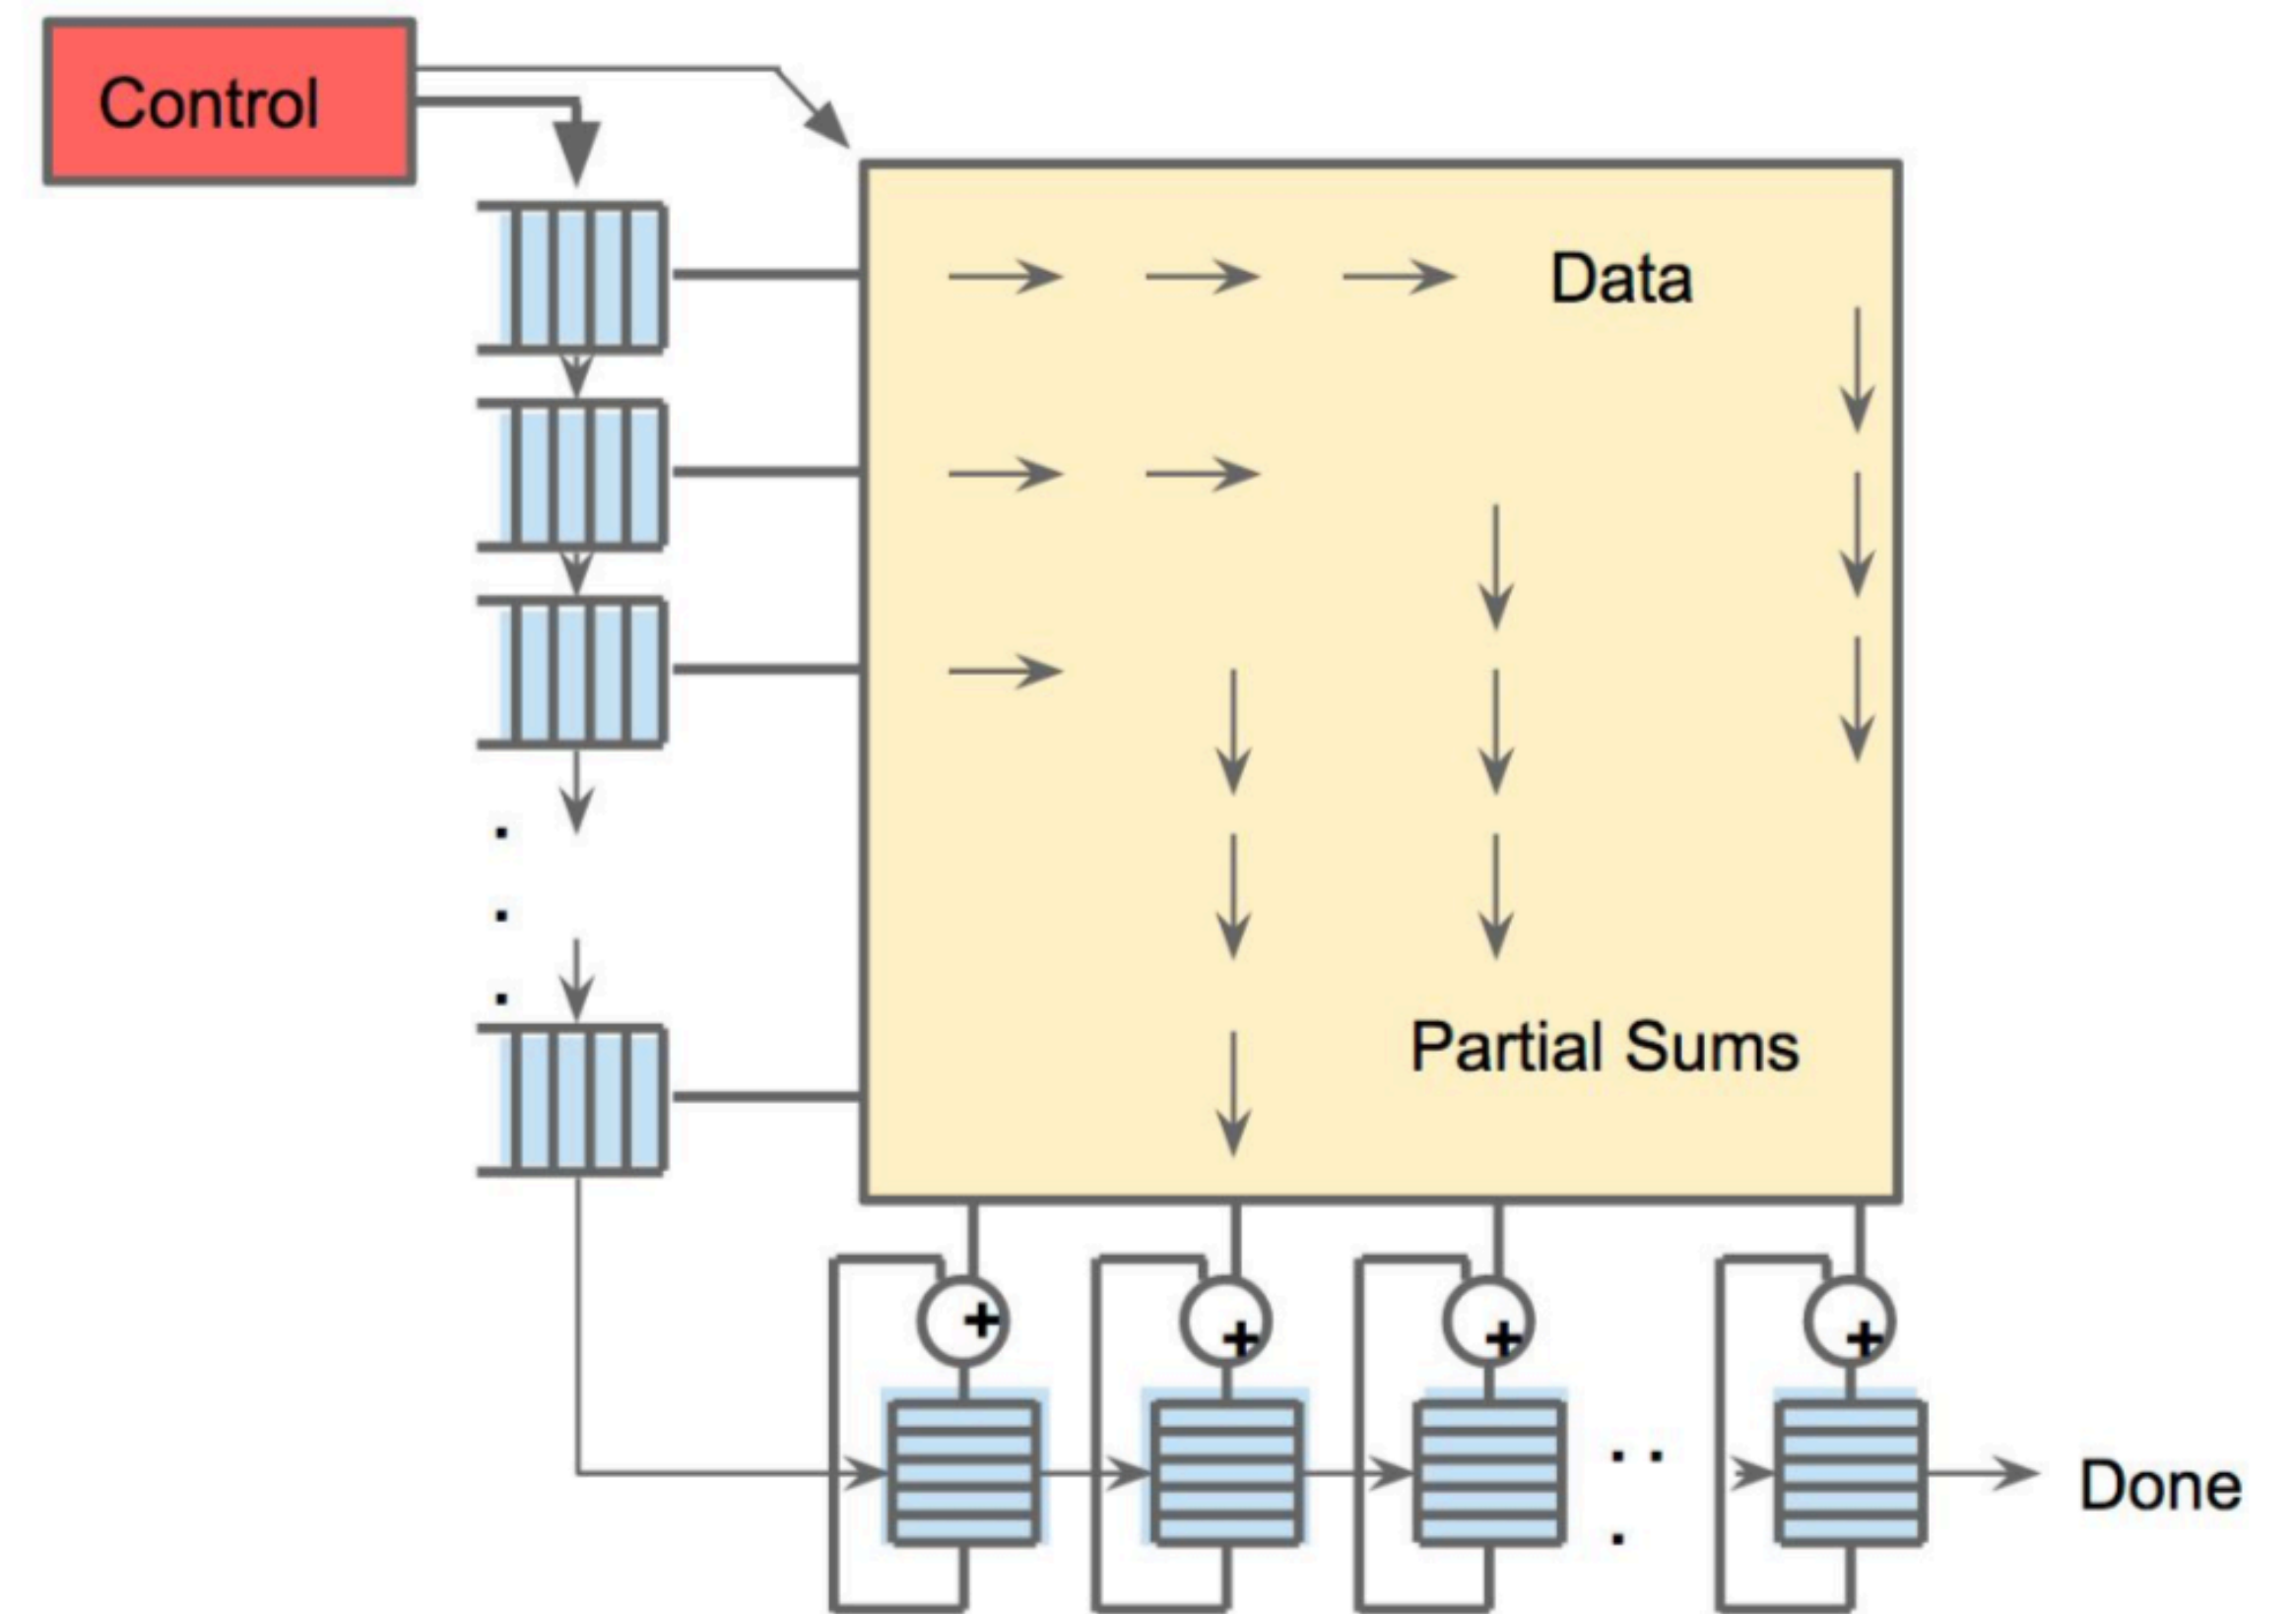 Control
Data
Partial Sums
+
+
+
+
Done